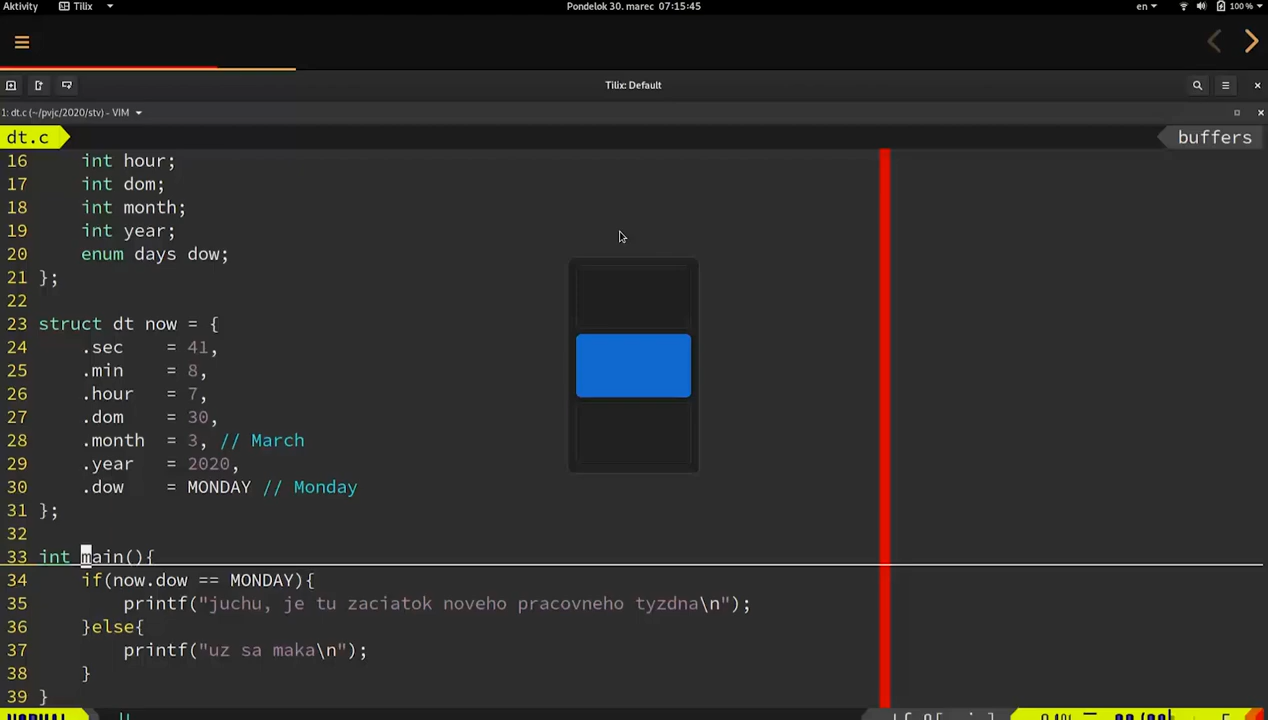 Aktivity Tilix Pondelok 30. marec 07:15:45 en 100 %
Tilix: Default
1: dt.c (~/pvjc/2020/stv) - VIM
dt.c buffers
16 int hour;
17 int dom;
18 int month;
19 int year;
20 enum days dow;
21 };
22
23 struct dt now = {
24 .sec = 41,
25 .min = 8,
26 .hour = 7,
27 .dom = 30,
28 .month = 3, // March
29 .year = 2020,
30 .dow = MONDAY // Monday
31 };
32
33 int main(){
34 if(now.dow == MONDAY){
35 printf("juchu, je tu zaciatok noveho pracovneho tyzdna\n");
36 }else{
37 printf("uz sa maka\n");
38 }
39 }